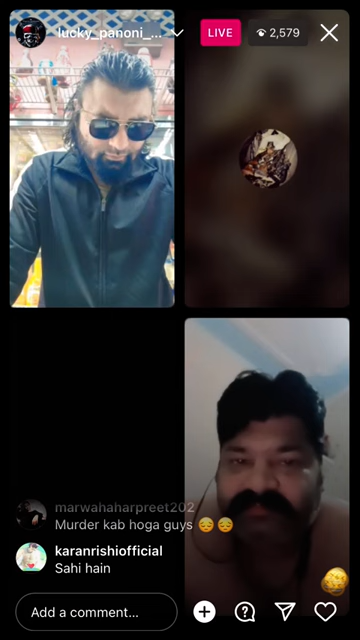 lucky_panoni_...
LIVE
2,579
marwahaharpreet202
Murder kab hoga guys 😔😔
karanrishiofficial
Sahi hain
Add a comment...